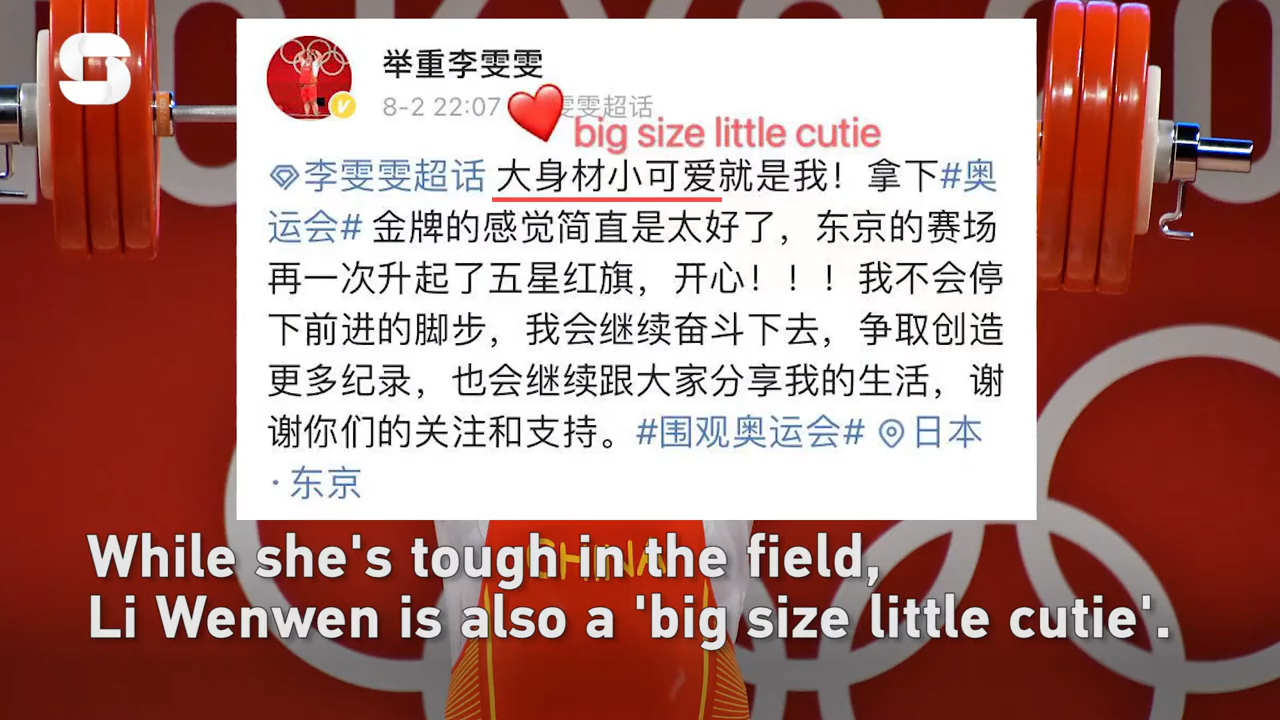 举重李雯雯
8-2 22:07
雯雯超话
big size little cutie
李雯雯超话 大身材小可爱就是我！拿下#奥
运会# 金牌的感觉简直是太好了，东京的赛场
再一次升起了五星红旗，开心！！！我不会停
下前进的脚步，我会继续奋斗下去，争取创造
更多纪录，也会继续跟大家分享我的生活，谢
谢你们的关注和支持。#围观奥运会# 日本
·东京
CHINA
While she's tough in the field,
Li Wenwen is also a 'big size little cutie'.